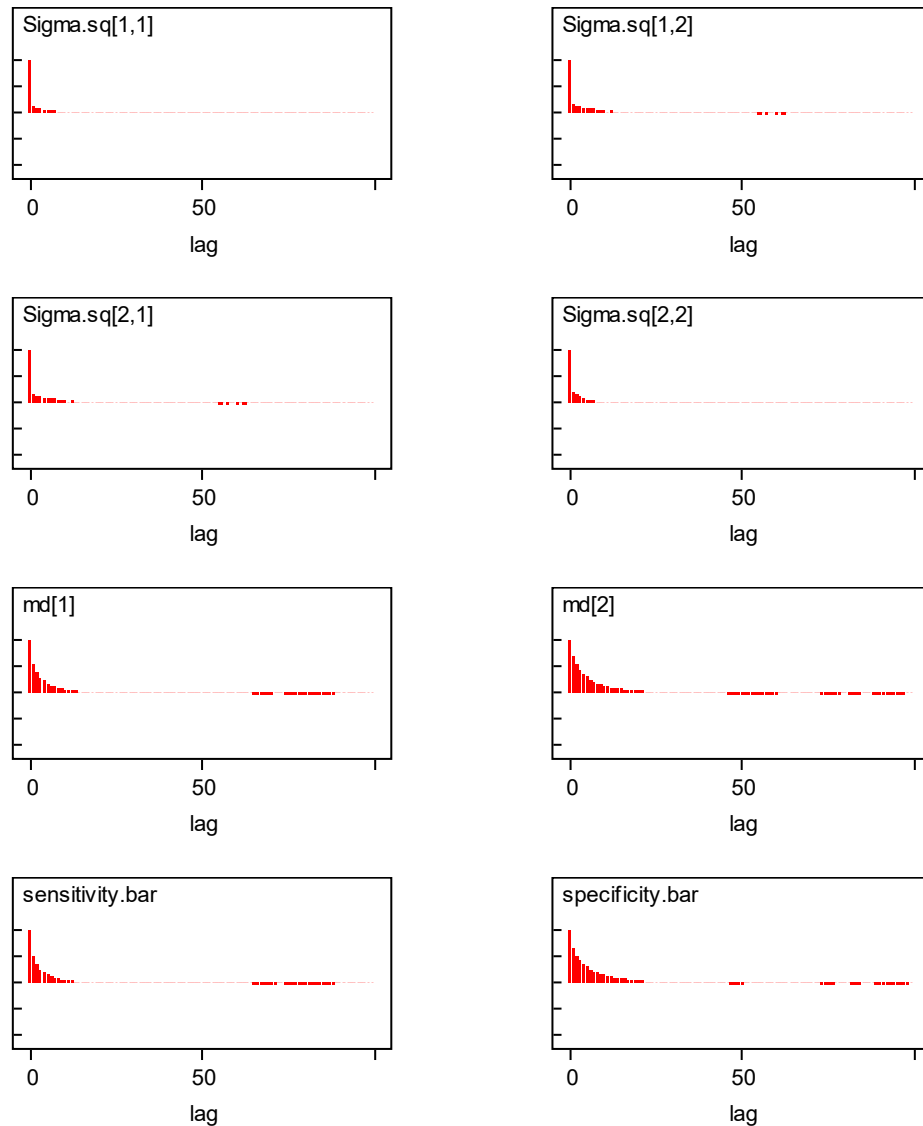 Sigma.sq[1,1]
0 50
lag
Sigma.sq[1,2]
0 50
lag
Sigma.sq[2,1]
0 50
lag
Sigma.sq[2,2]
0 50
lag
md[1]
0 50
lag
md[2]
0 50
lag
sensitivity.bar
0 50
lag
specificity.bar
0 50
lag